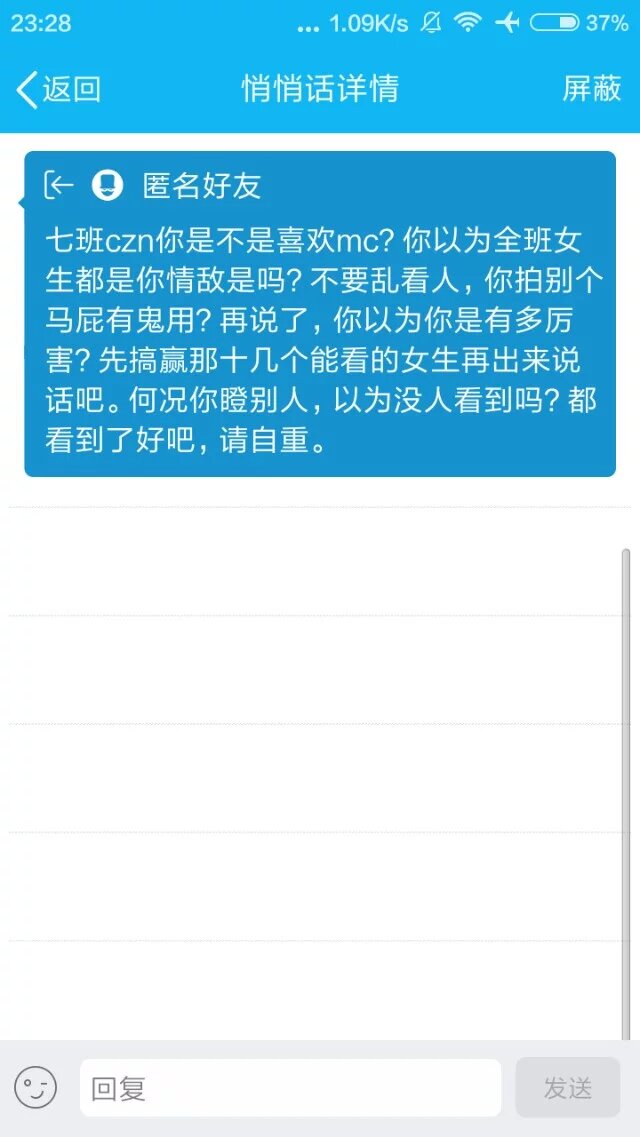 23:28
... 1.09K/s
37%
返回
悄悄话详情
屏蔽
匿名好友
七班czn你是不是喜欢mc？你以为全班女
生都是你情敌是吗？不要乱看人，你拍别个
马屁有鬼用？再说了，你以为你是有多厉
害？先搞赢那十几个能看的女生再出来说
话吧。何况你瞪别人，以为没人看到吗？都
看到了好吧，请自重。
回复
发送